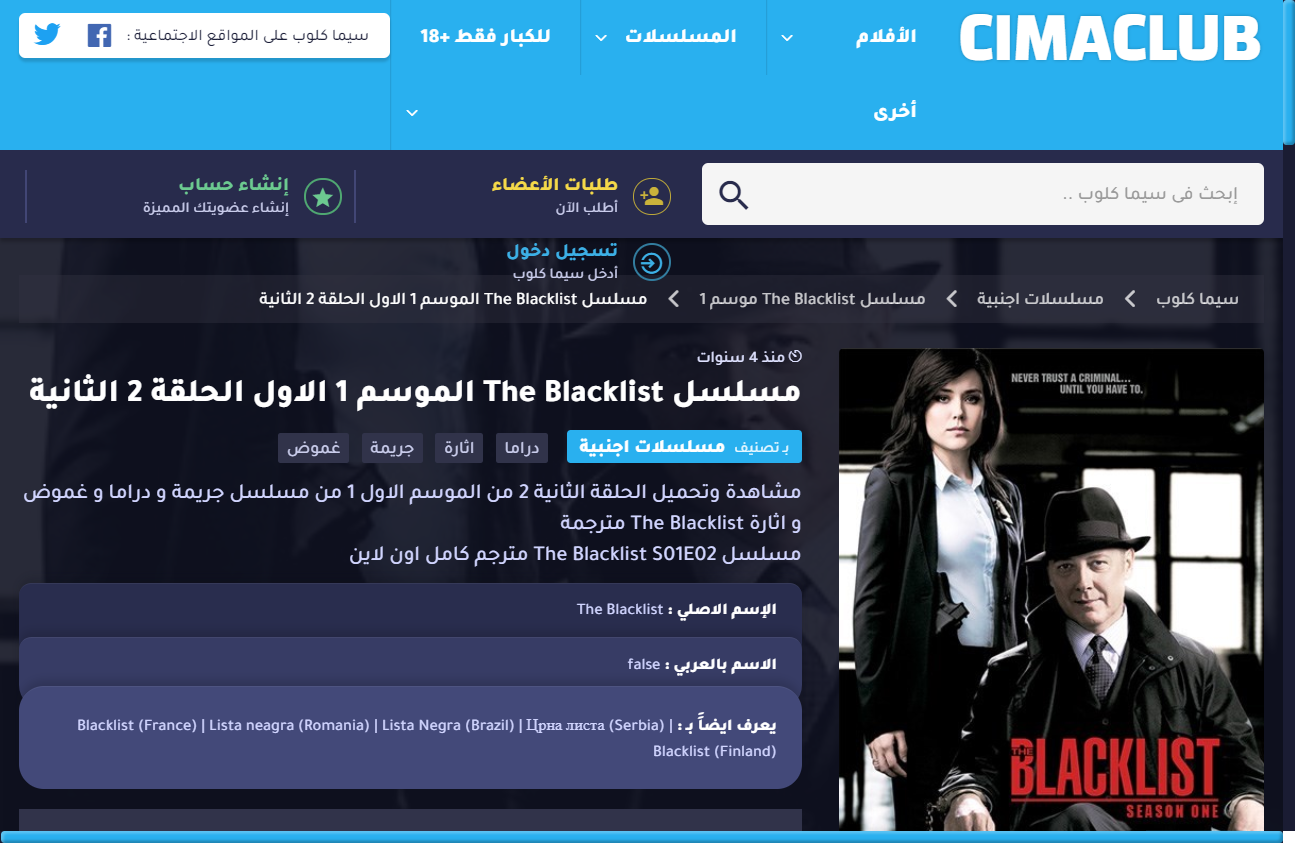 CIMACLUB
الأفلام
المسلسلات
للكبار فقط +18
سيما كلوب على المواقع الاجتماعية :
أخرى
إبحث فى سيما كلوب ..
طلبات الأعضاء
أطلب الآن
إنشاء حساب
إنشاء عضويتك المميزة
تسجيل دخول
أدخل سيما كلوب
سيما كلوب
مسلسلات اجنبية
مسلسل The Blacklist موسم 1
مسلسل The Blacklist الموسم 1 الاول الحلقة 2 الثانية
منذ 4 سنوات
مسلسل The Blacklist الموسم 1 الاول الحلقة 2 الثانية
بـ تصنيف مسلسلات اجنبية
دراما
اثارة
جريمة
غموض
مشاهدة وتحميل الحلقة الثانية 2 من الموسم الاول 1 من مسلسل جريمة و دراما و غموض
و اثارة The Blacklist مترجمة
مسلسل The Blacklist S01E02 مترجم كامل اون لاين
الإسم الاصلي : The Blacklist
الاسم بالعربي : false
يعرف ايضاً بـ : Blacklist (France) | Lista neagra (Romania) | Lista Negra (Brazil) | Црна листа (Serbia) |
Blacklist (Finland)
NEVER TRUST A CRIMINAL...
UNTIL YOU HAVE TO.
THE
BLACKLIST
SEASON ONE